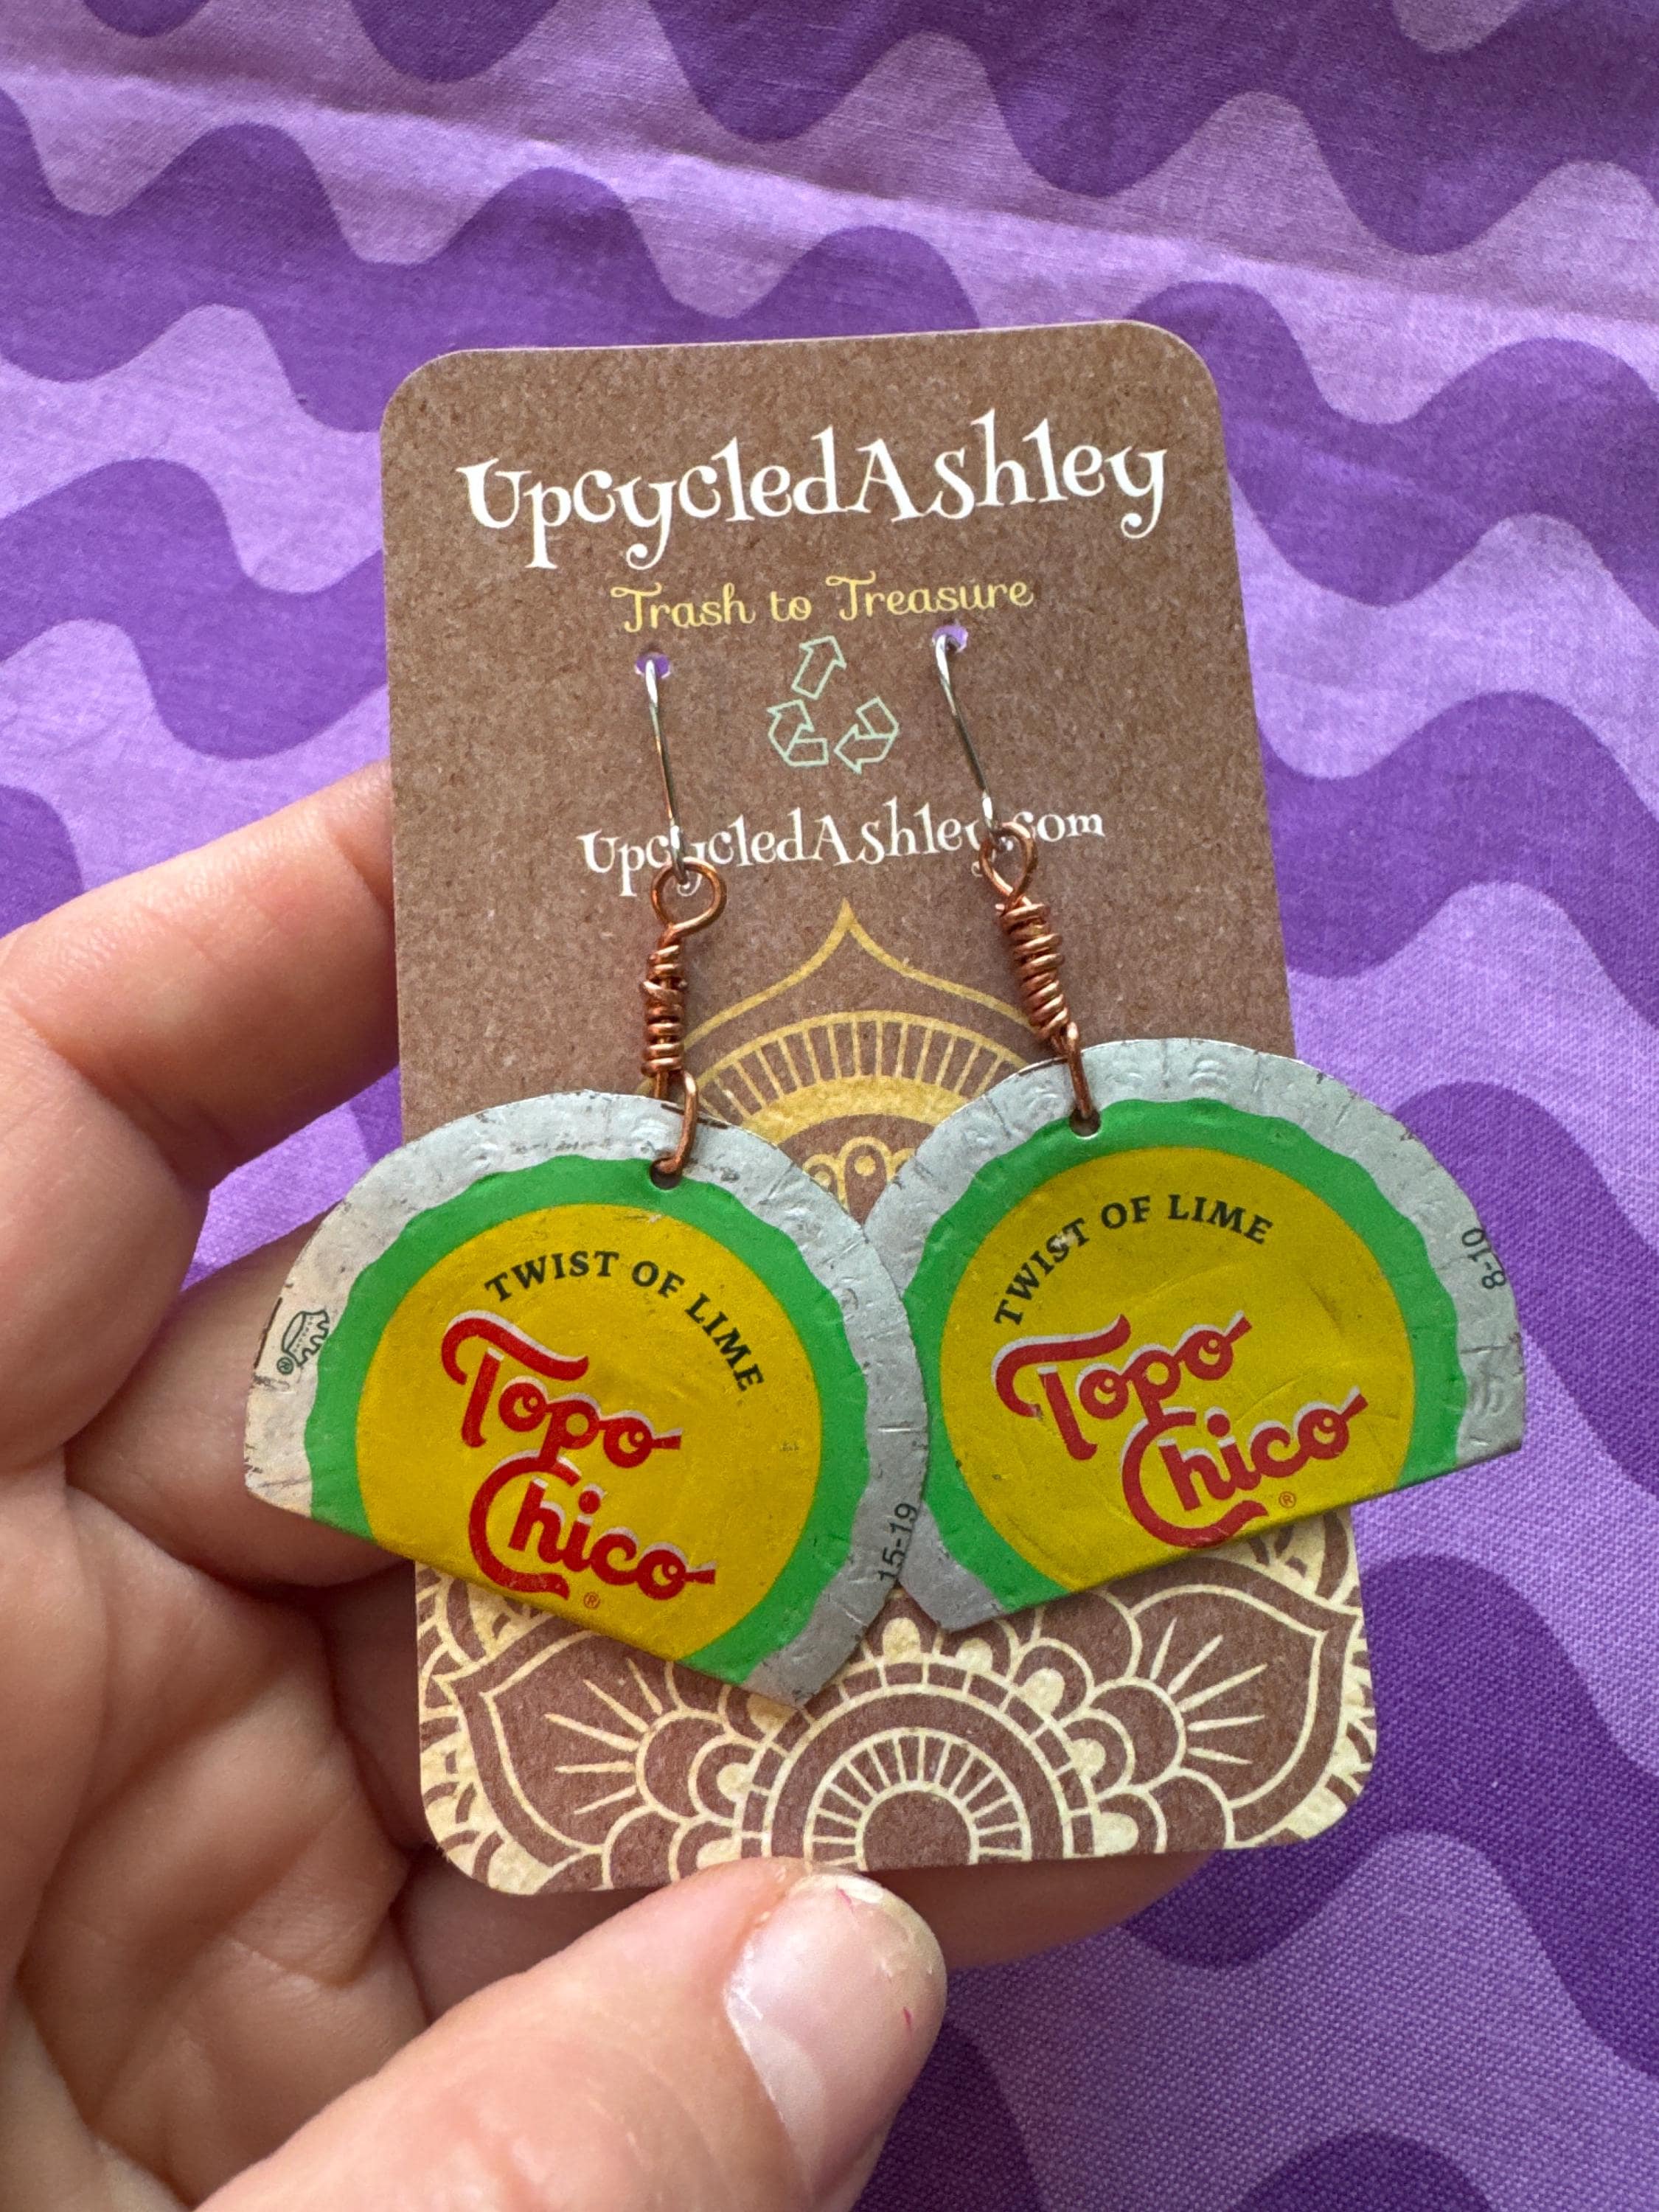 UpcycledAshley
Trash to Treasure
UpcycledAshley.com
TWIST OF LIME
Topo
Chico
®
15-19
®
TWIST OF LIME
Topo
Chico
®
8-10